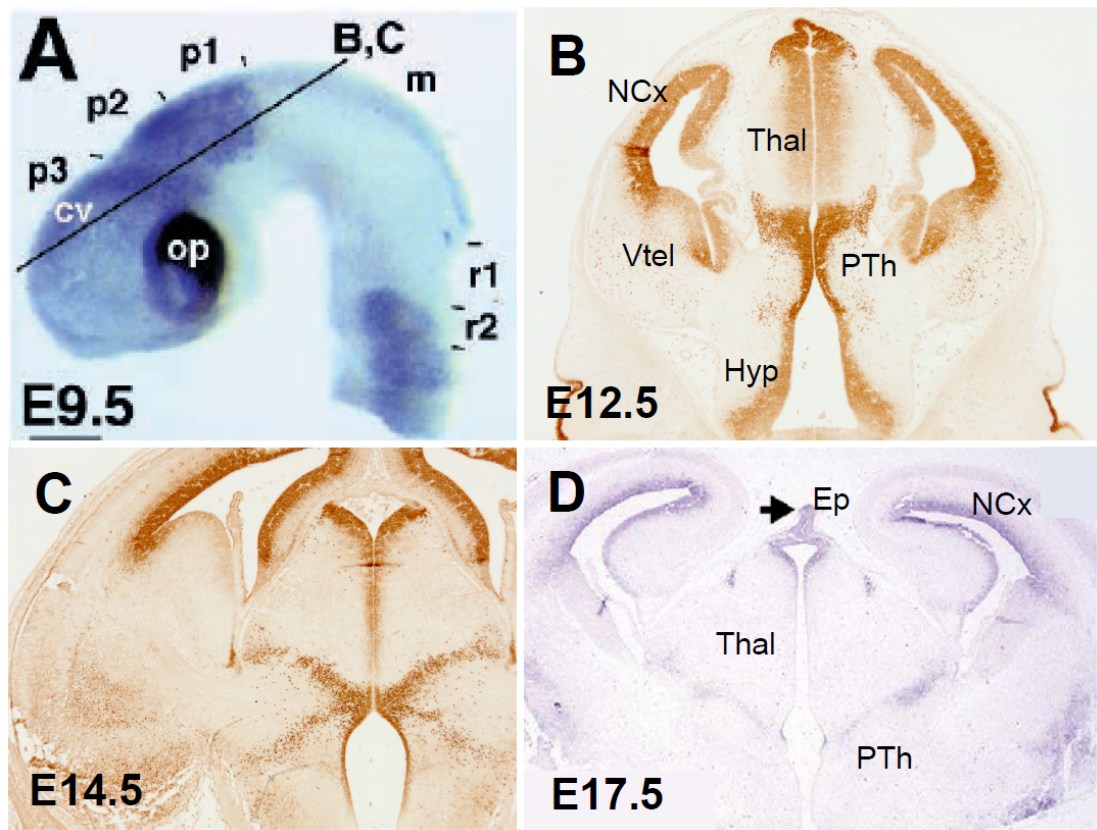 A
p1
B,C
m
p2
p3
cv
op
r1
r2
E9.5
B
NCx
Thal
Vtel
PTh
Hyp
E12.5
C
E14.5
D
Ep
NCx
Thal
PTh
E17.5